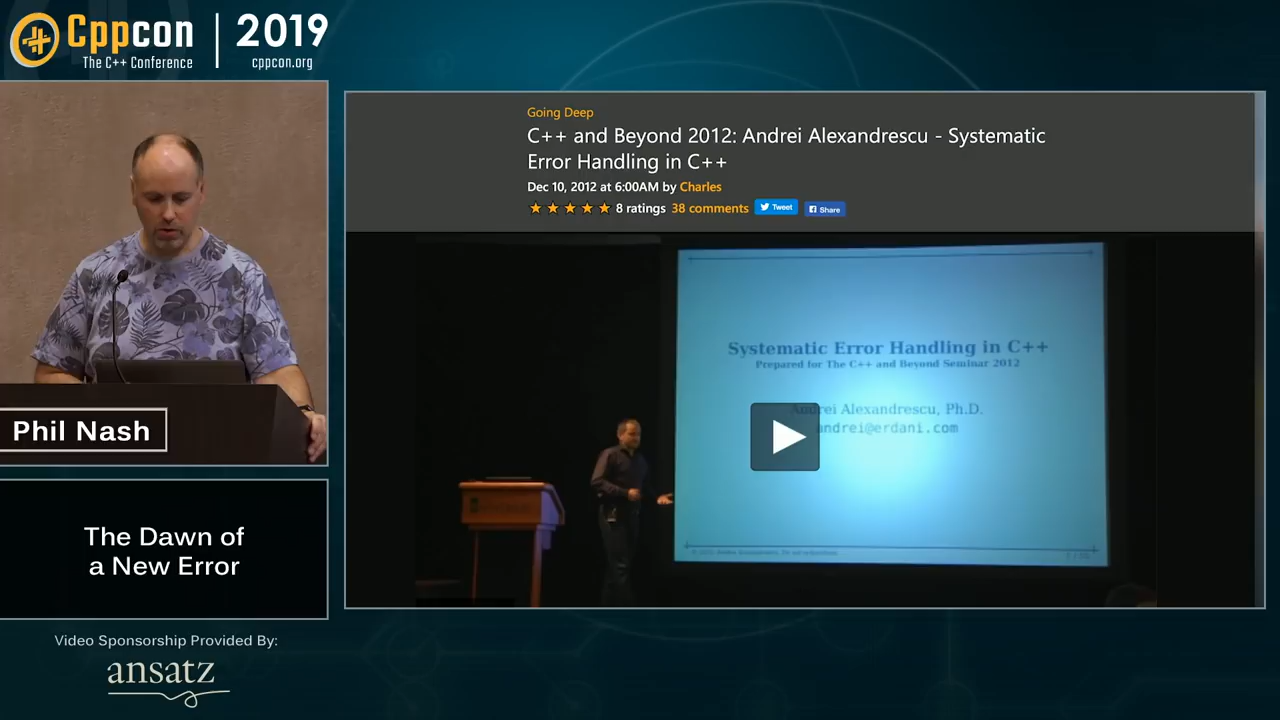 Cppcon
The C++ Conference
2019
cppcon.org
Phil Nash
The Dawn of
a New Error
Video Sponsorship Provided By:
ansatz
Going Deep
C++ and Beyond 2012: Andrei Alexandrescu - Systematic
Error Handling in C++
Dec 10, 2012 at 6:00AM by Charles
8 ratings 38 comments Tweet Share
Systematic Error Handling in C++
Prepared for The C++ and Beyond Seminar 2012
Andrei Alexandrescu, Ph.D.
andrei@erdani.com